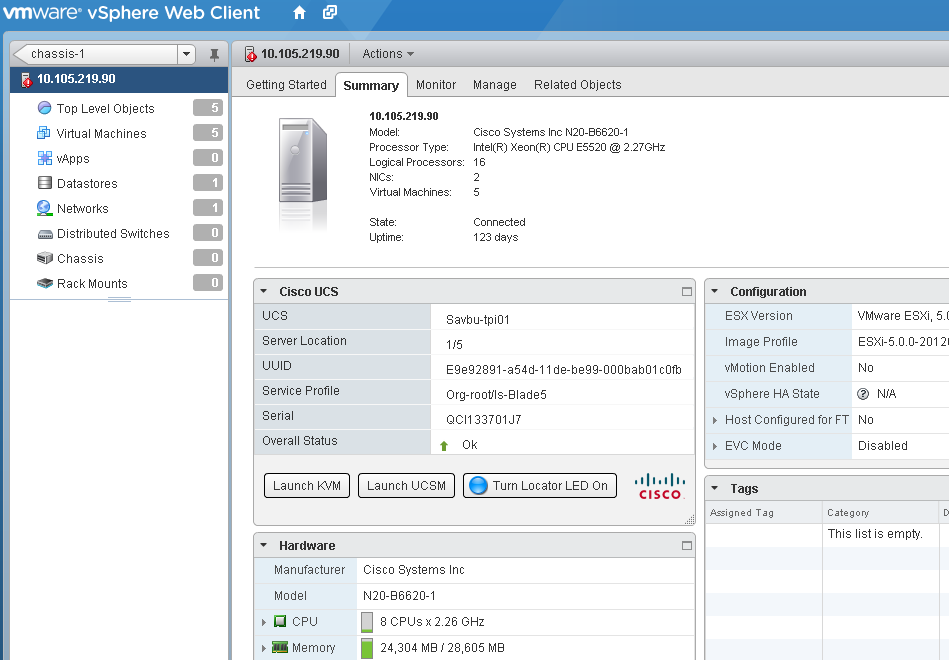 vmware® vSphere Web Client
chassis-1
10.105.219.90 Actions
10.105.219.90
Top Level Objects 5
Virtual Machines 5
vApps 0
Datastores 1
Networks 1
Distributed Switches 0
Chassis 0
Rack Mounts 0
Getting Started Summary Monitor Manage Related Objects
10.105.219.90
Model: Cisco Systems Inc N20-B6620-1
Processor Type: Intel(R) Xeon(R) CPU E5520 @ 2.27GHz
Logical Processors: 16
NICs: 2
Virtual Machines: 5
State: Connected
Uptime: 123 days
Cisco UCS
UCS Savbu-tpi01
Server Location 1/5
UUID E9e92891-a54d-11de-be99-000bab01c0fb
Service Profile Org-root/ls-Blade5
Serial QCI133701J7
Overall Status Ok
Launch KVM Launch UCSM Turn Locator LED On CISCO
Configuration
ESX Version VMware ESXi, 5.0
Image Profile ESXi-5.0.0-20120
vMotion Enabled No
vSphere HA State N/A
Host Configured for FT No
EVC Mode Disabled
Tags
Assigned Tag Category D
This list is empty.
Hardware
Manufacturer Cisco Systems Inc
Model N20-B6620-1
CPU 8 CPUs x 2.26 GHz
Memory 24,304 MB / 28,605 MB